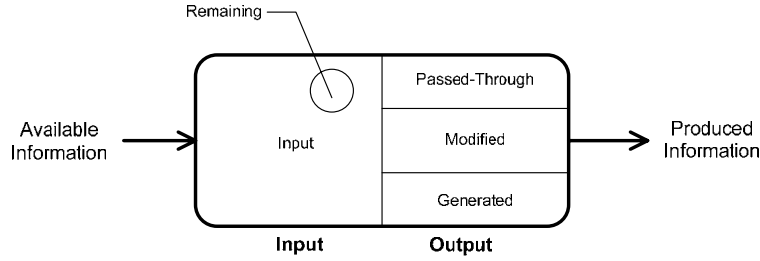 Remaining
Passed-Through
Available
Information
Input
Modified
Produced
Information
Generated
Input
Output